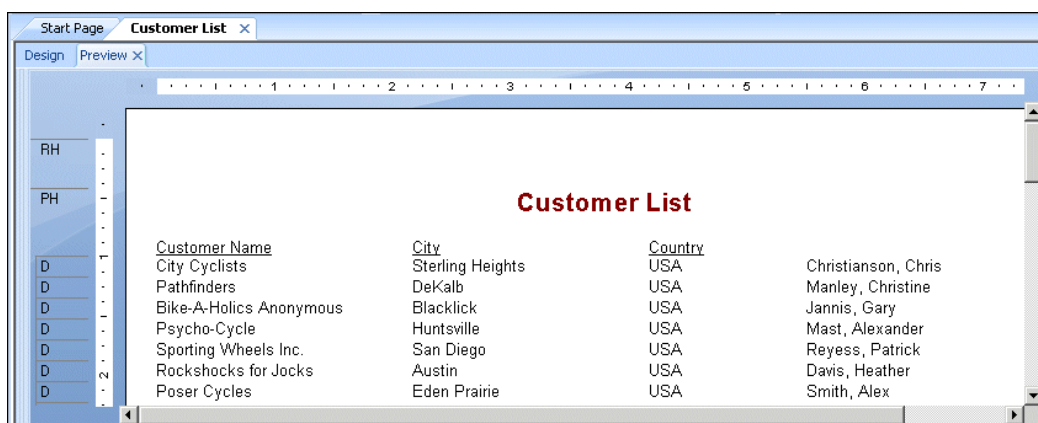 Start Page Customer List ×
Design Preview ×
1 2 3 4 5 6 7
RH
PH
Customer List
1
Customer Name City Country
D City Cyclists Sterling Heights USA Christianson, Chris
D Pathfinders DeKalb USA Manley, Christine
D Bike-A-Holics Anonymous Blacklick USA Jannis, Gary
D Psycho-Cycle Huntsville USA Mast, Alexander
D Sporting Wheels Inc. San Diego USA Reyess, Patrick
D Rockshocks for Jocks Austin USA Davis, Heather
2
D Poser Cycles Eden Prairie USA Smith, Alex